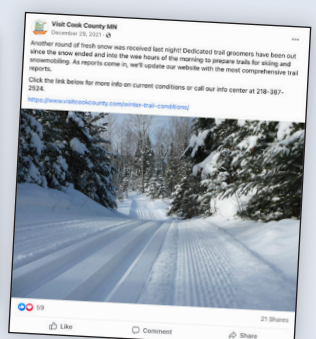 Visit Cook County MN
December 29, 2021 ·
Another round of fresh snow was received last night! Dedicated trail groomers have been out
since the snow ended and into the wee hours of the morning to prepare trails for skiing and
snowmobiling. As reports come in, we'll update our website with the most comprehensive trail
reports.
Click the link below for more info on current conditions or call our info center at 218-387-
2524.
https://www.visitcookcounty.com/winter-trail-conditions/
59
21 Shares
Like
Comment
Share